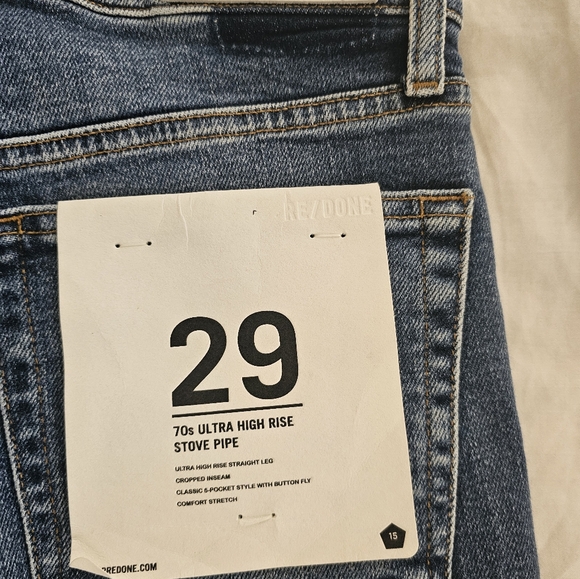 RE/DONE
29
70s ULTRA HIGH RISE
STOVE PIPE
ULTRA HIGH RISE STRAIGHT LEG
CROPPED INSEAM
CLASSIC 5-POCKET STYLE WITH BUTTON FLY
COMFORT STRETCH
15
REDONE.COM